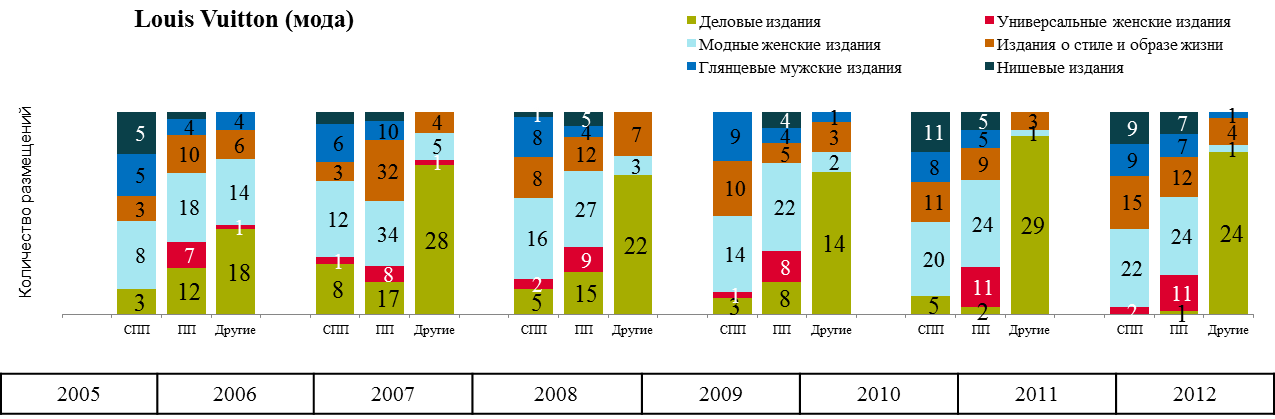 Louis Vuitton (мода)
Деловые издания
Универсальные женские издания
Модные женские издания
Издания о стиле и образе жизни
Глянцевые мужские издания
Нишевые издания
Количество размещений
5 4 4 6 10 4 1 8 5 4 7 9 4 4 1 3 11 5 5 3 1 9 7 1 4
5 10 6 3 32 5 1 8 12 3 10 5 2 8 9 9 7 1
3 18 14 12 34 28 16 27 22 14 22 14 11 24 29 15 12 24
8 7 1 1 8 2 9 8 20 11 22 24
3 12 18 8 17 5 15 3 1 8 5 2 2 11 1
СПП ПП Другие СПП ПП Другие СПП ПП Другие СПП ПП Другие СПП ПП Другие СПП ПП Другие
2005 2006 2007 2008 2009 2010 2011 2012